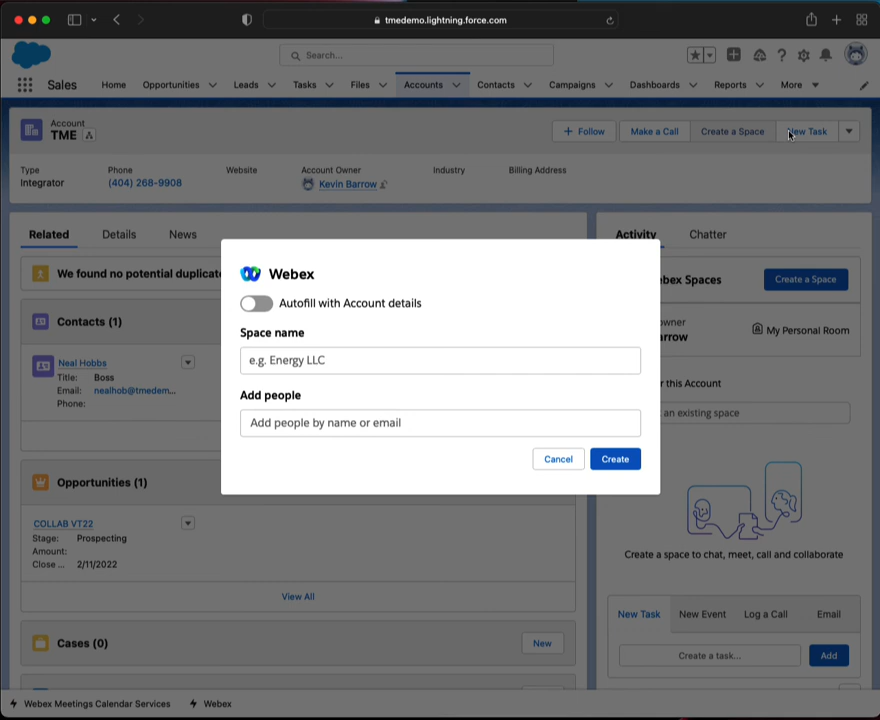 tmedemo.lightning.force.com
Search...
Sales
Home
Opportunities
Leads
Tasks
Files
Accounts
Contacts
Campaigns
Dashboards
Reports
More
Account
TME
+ Follow
Make a Call
Create a Space
New Task
Type
Integrator
Phone
(404) 268-9908
Website
Account Owner
Kevin Barrow
Industry
Billing Address
Related
Details
News
Activity
Chatter
We found no potential duplicat
Contacts (1)
Neal Hobbs
Title: Boss
Email: nealhob@tmedem...
Phone:
Opportunities (1)
COLLAB VT22
Stage: Prospecting
Amount:
Close ... 2/11/2022
View All
Cases (0)
New
Webex
Autofill with Account details
Space name
e.g. Energy LLC
Add people
Add people by name or email
Cancel
Create
bex Spaces
Create a Space
owner
arrow
My Personal Room
r this Account
an existing space
Create a space to chat, meet, call and collaborate
New Task
New Event
Log a Call
Email
Create a task...
Add
Webex Meetings Calendar Services
Webex